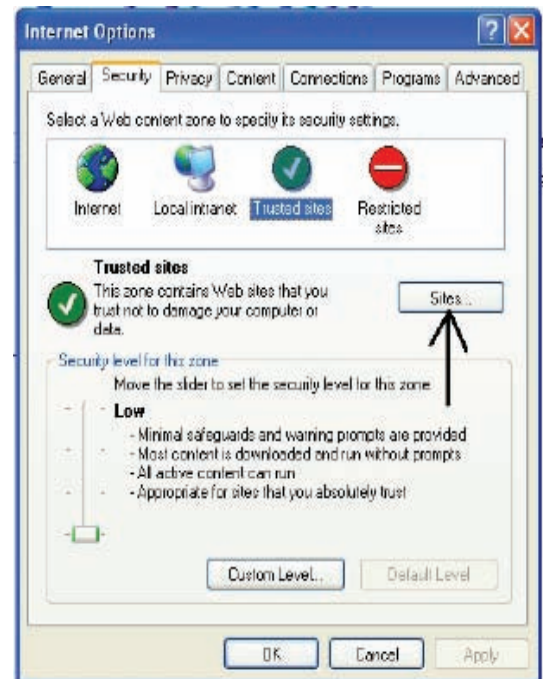 Internet Options
General Security Privacy Content Connections Programs Advanced
Select a Web content zone to specify its security settings.
Internet Local intranet Trusted sites Restricted sites
Trusted sites
This zone contains Web sites that you
trust not to damage your computer or
data.
Sites...
Security level for this zone
Move the slider to set the security level for this zone
Low
- Minimal safeguards and warning prompts are provided
- Most content is downloaded and run without prompts
- All active content can run
- Appropriate for sites that you absolutely trust
Custom Level... Default Level
OK Cancel Apply